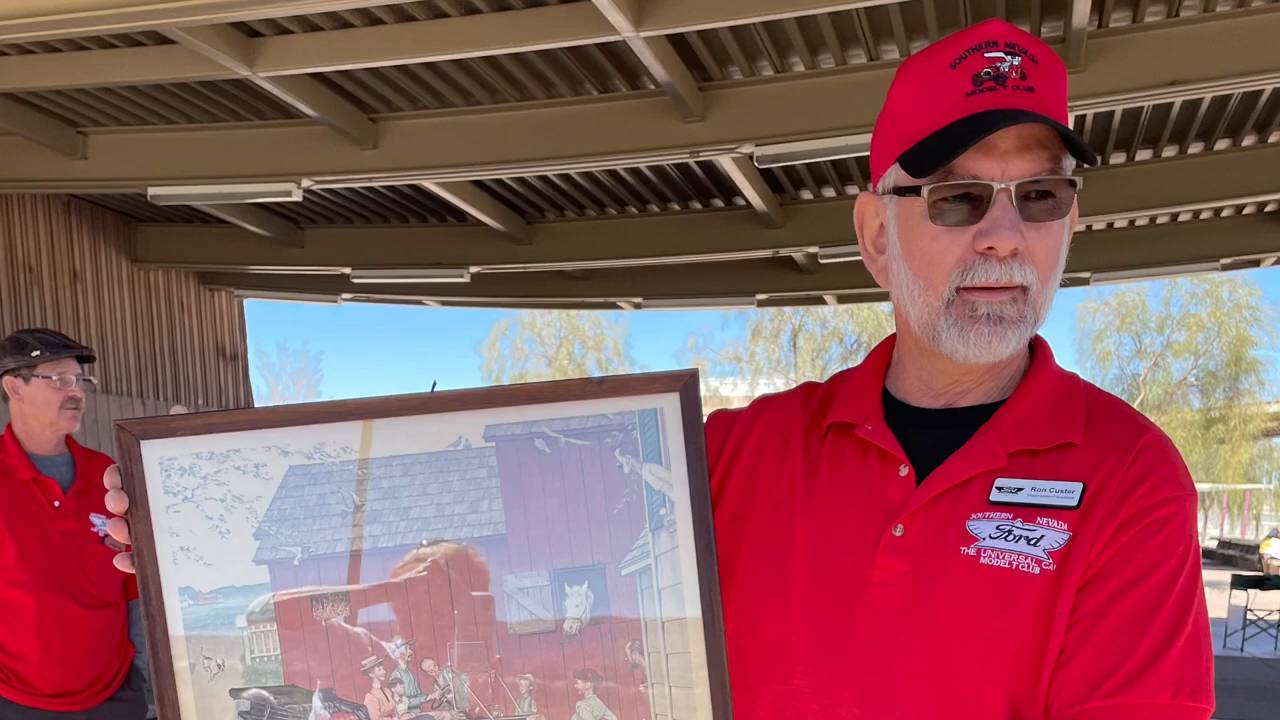 SOUTHERN NEVADA
MODEL T CLUB
Ron Custer
SOUTHERN NEVADA
Ford
THE UNIVERSAL CAR
MODEL T CLUB